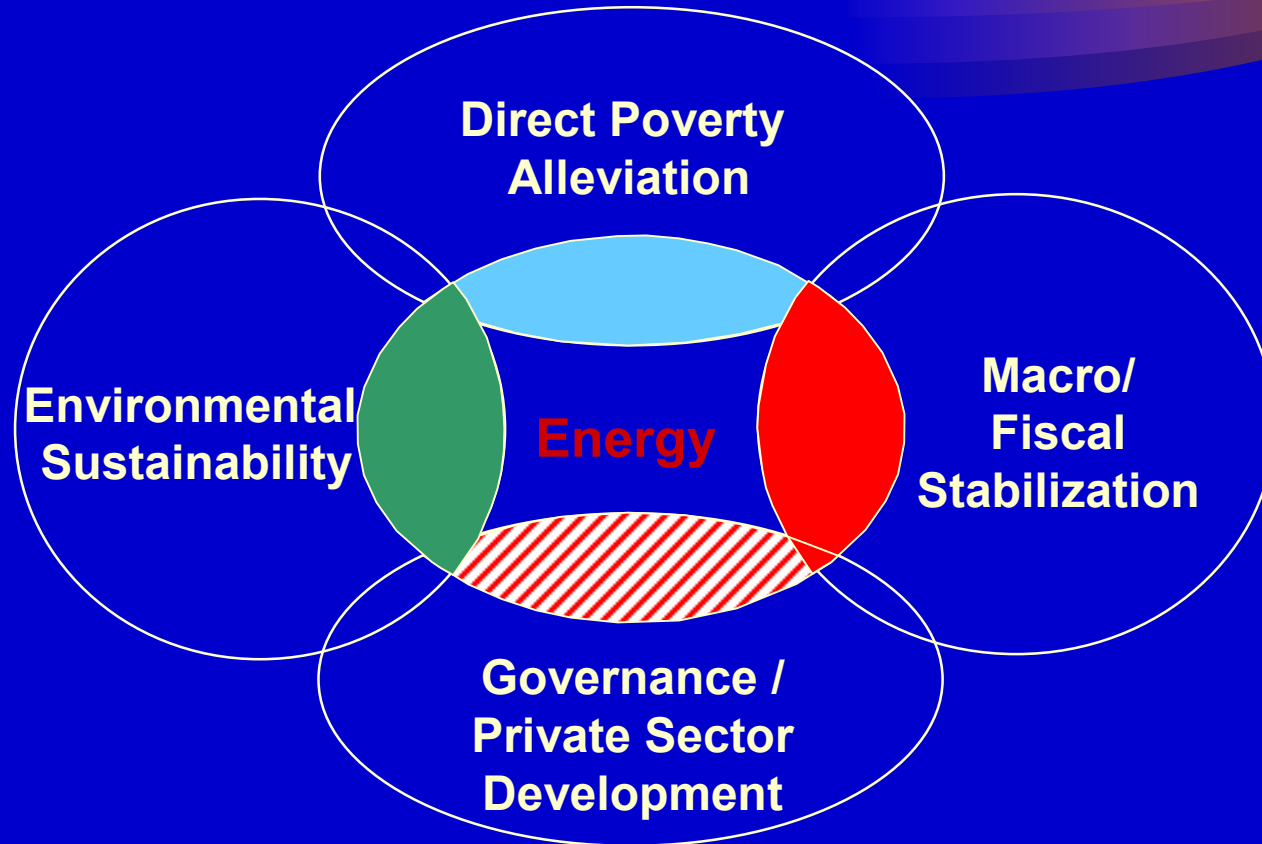 Direct Poverty
Alleviation
Environmental
Sustainability
Energy
Macro/
Fiscal
Stabilization
Governance /
Private Sector
Development